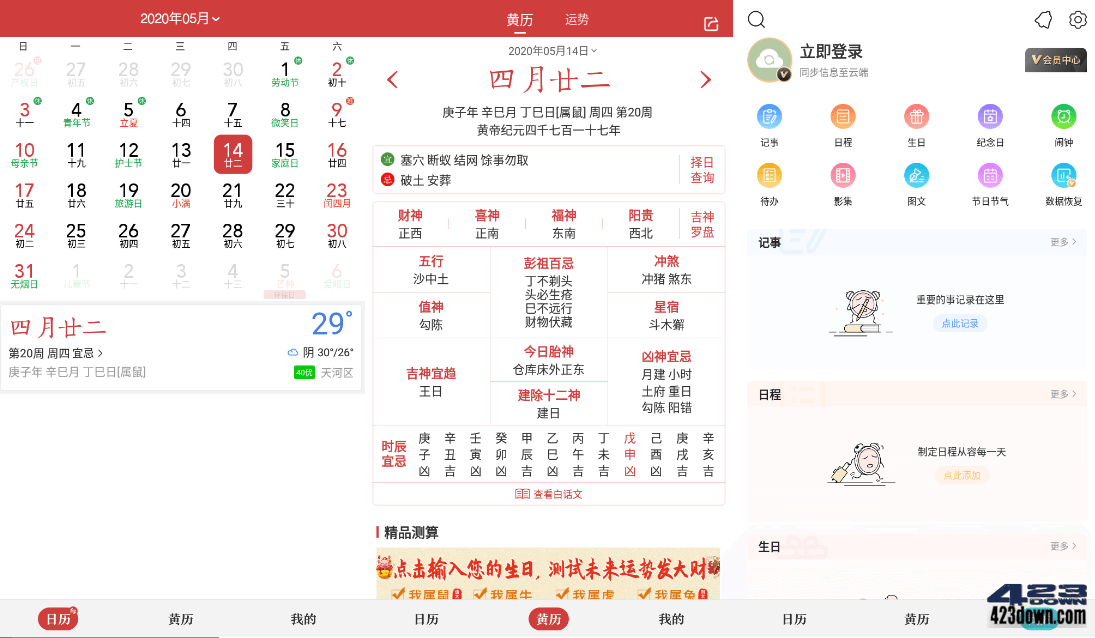 2020年05月
日 一 二 三 四 五 六
26 27 28 29 30 1 2
初四 初五 初六 初七 初八 劳动节 初十
3 4 5 6 7 8 9
十一 青年节 立夏 十四 十五 微笑日 十七
10 11 12 13 14 15 16
母亲节 十九 护士节 廿一 廿二 家庭日 廿四
17 18 19 20 21 22 23
廿五 廿六 旅游日 小满 廿九 三十 闰四月
24 25 26 27 28 29 30
初二 初三 初四 初五 初六 初七 初八
31 1 2 3 4 5 6
无烟日 儿童节 十一 十二 十三 芒种 爱眼日
四月廿二
29°
第20周 周四 宜忌
阴 30°/26°
庚子年 辛巳月 丁巳日[属鼠]
40优 天河区
日历 黄历 我的
黄历 运势
2020年05月14日
四月廿二
庚子年 辛巳月 丁巳日[属鼠] 周四 第20周
黄帝纪元四千七百一十七年
宜 塞穴 断蚁 结网 馀事勿取
忌 破土 安葬
择日
查询
财神 喜神 福神 阳贵
正西 正南 东南 西北
吉神
罗盘
五行
沙中土
值神
勾陈
吉神宜趋
王日
彭祖百忌
丁不剃头
头必生疮
巳不远行
财物伏藏
今日胎神
仓库床外正东
建除十二神
建日
冲煞
冲猪 煞东
星宿
斗木獬
凶神宜忌
月建 小时
土府 重日
勾陈 阳错
时辰
宜忌
庚 辛 壬 癸 甲 乙 丙 丁 戊 己 庚 辛
子 丑 寅 卯 辰 巳 午 未 申 酉 戌 亥
凶 吉 凶 凶 吉 凶 吉 吉 凶 凶 吉 吉
查看白话文
精品测算
点击输入您的生日,测试未来运势发大财
我属鼠 我属牛 我属虎 我属兔
日历 黄历 我的
立即登录
同步信息至云端
会员中心
记事 日程 生日 纪念日 闹钟
待办 影集 图文 节日节气 数据恢复
记事
更多
重要的事记录在这里
点此记录
日程
更多
制定日程从容每一天
点此添加
生日
更多
日历 黄历
423
DOWN
423down.com